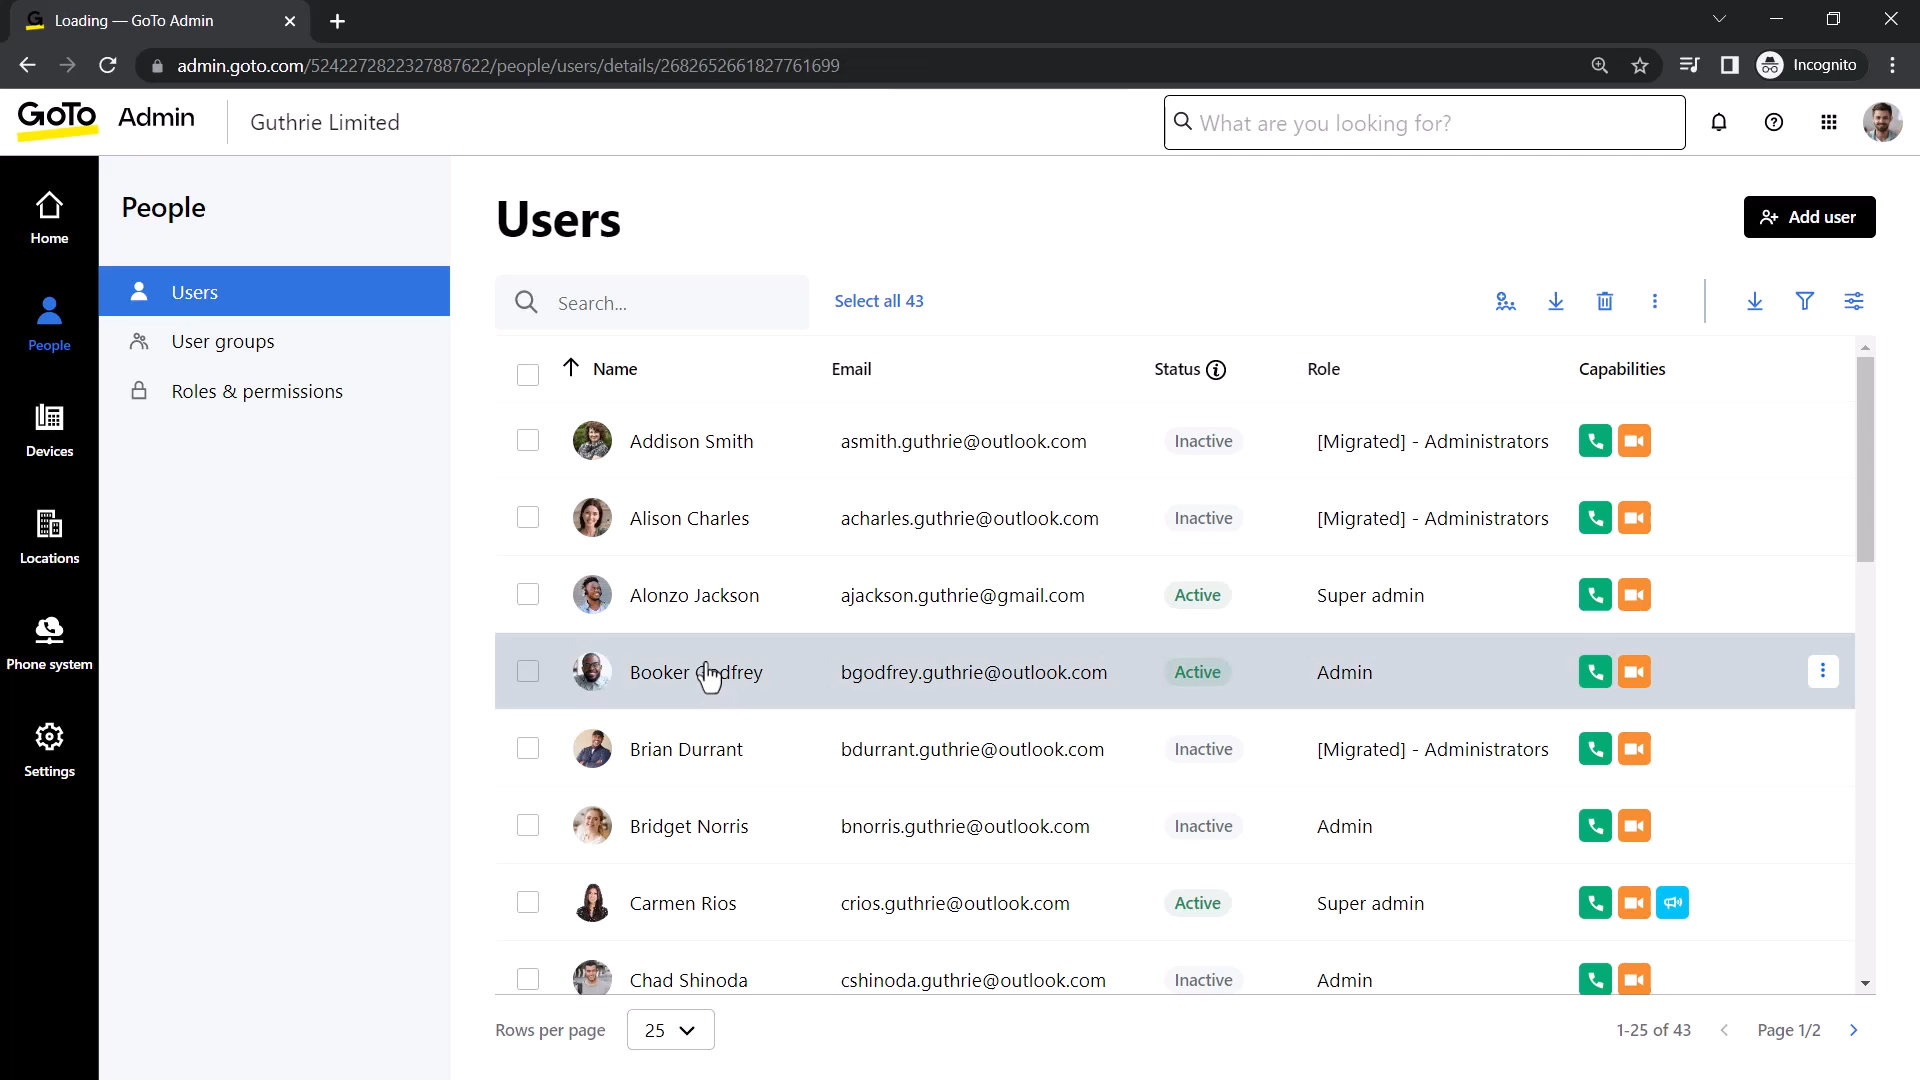 Loading — GoTo Admin
admin.goto.com/5242272822327887622/people/users/details/2682652661827761699
Incognito
GoTo Admin
Guthrie Limited
What are you looking for?
Home
People
Devices
Locations
Phone system
Settings
People
Users
User groups
Roles & permissions
Users
Add user
Search...
Select all 43
Name Email Status Role Capabilities
Addison Smith asmith.guthrie@outlook.com Inactive [Migrated] - Administrators
Alison Charles acharles.guthrie@outlook.com Inactive [Migrated] - Administrators
Alonzo Jackson ajackson.guthrie@gmail.com Active Super admin
Booker Godfrey bgodfrey.guthrie@outlook.com Active Admin
Brian Durrant bdurrant.guthrie@outlook.com Inactive [Migrated] - Administrators
Bridget Norris bnorris.guthrie@outlook.com Inactive Admin
Carmen Rios crios.guthrie@outlook.com Active Super admin
Chad Shinoda cshinoda.guthrie@outlook.com Inactive Admin
Rows per page 25
1-25 of 43 Page 1/2